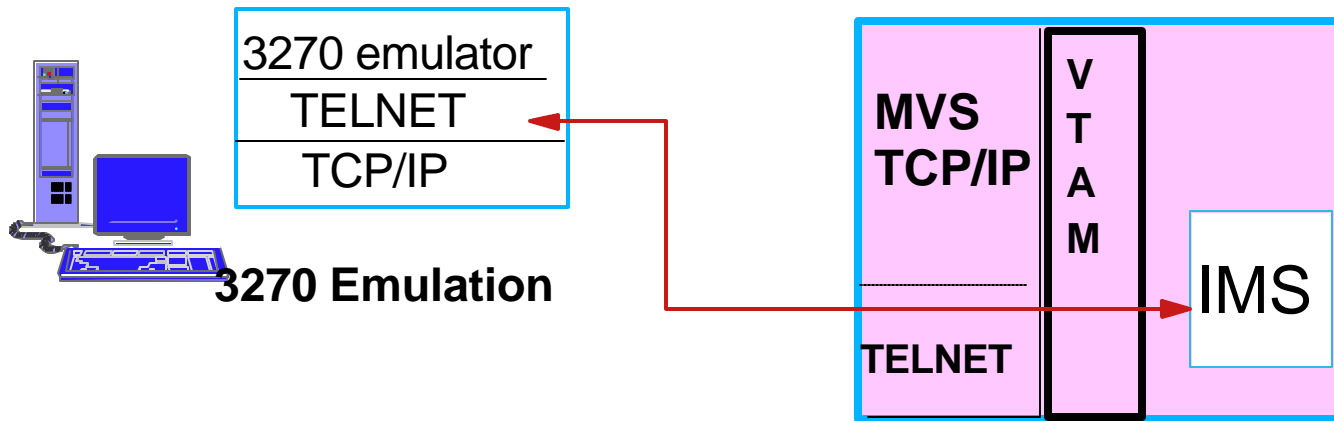 3270 emulator
TELNET
TCP/IP
3270 Emulation
MVS
TCP/IP
TELNET
V
T
A
M
IMS